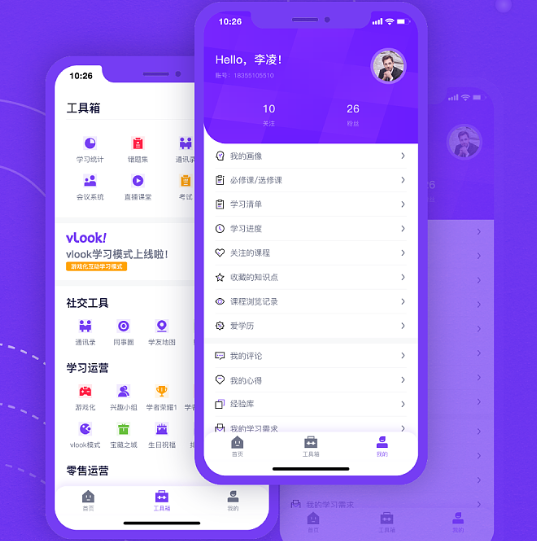 10:26
工具箱
学习统计
错题集
通讯录
会议系统
直播课堂
考试
vlook!
vlook学习模式上线啦！
游戏化互动学习模式
社交工具
通讯录
同事圈
学友地图
学习运营
游戏化
兴趣小组
学者荣耀1
学者
vlook模式
宝藏之城
生日祝福
零售运营
首页
工具箱
我的
10:26
Hello，李凌！
账号：18355105510
10
26
关注
粉丝
我的画像
必修课/选修课
学习清单
学习进度
关注的课程
收藏的知识点
课程浏览记录
爱学历
我的评论
我的心得
经验库
我的学习需求
首页
工具箱
我的
26
我的学习需求
首页
工具箱
我的